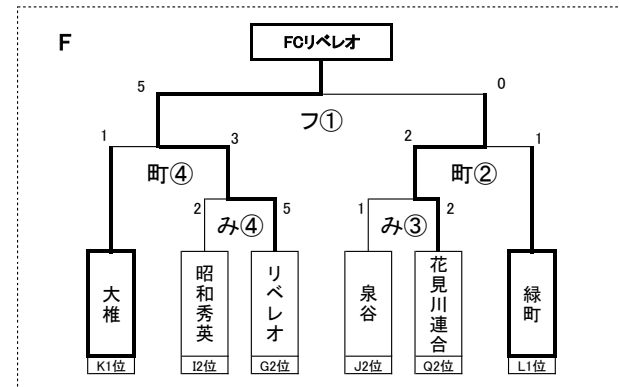 F
FCリベレオ
5
0
フ①
1
3
2
1
町④
町②
2
5
1
2
み④
み③
大椎
昭和秀英
リベレオ
泉谷
花見川連合
緑町
K1位
I2位
G2位
J2位
Q2位
L1位